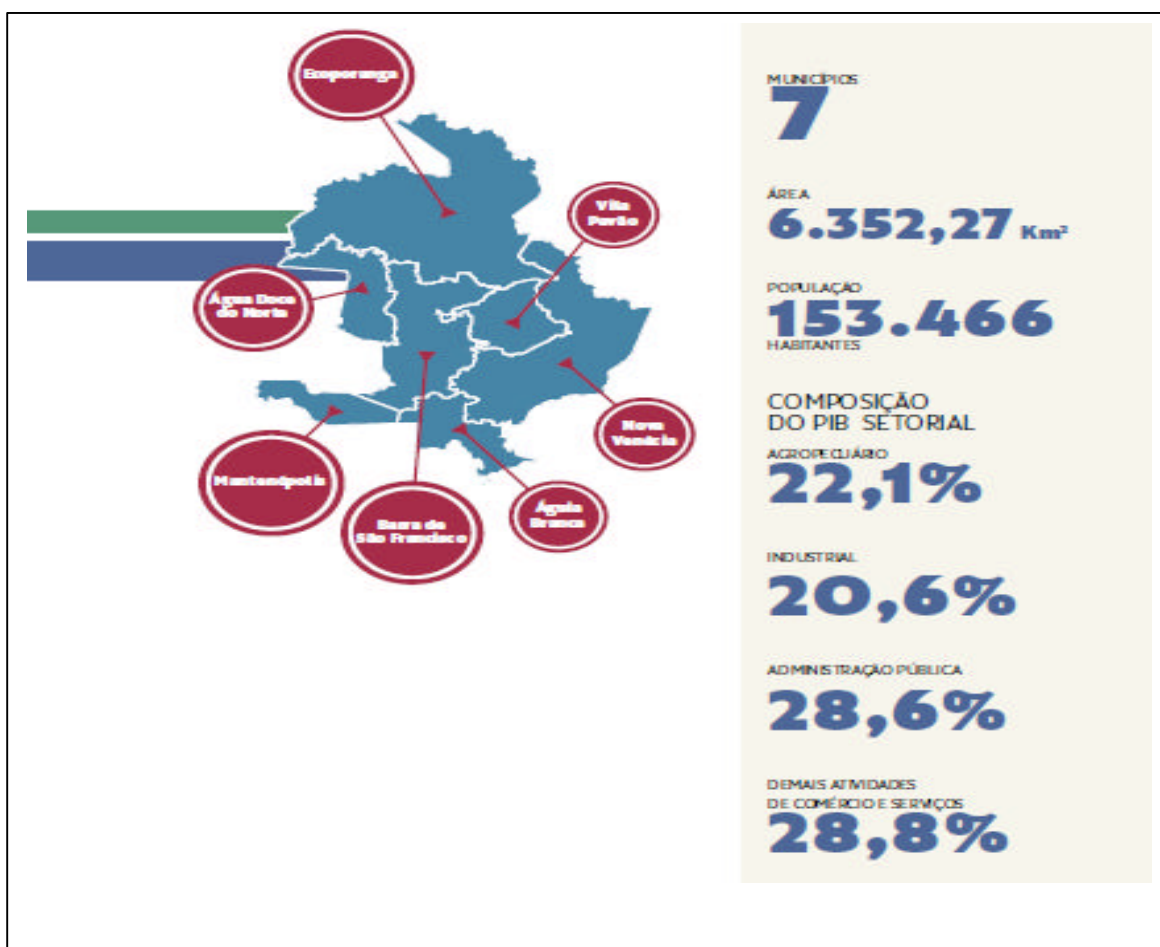 Ecoporanga
Vila
Pavão
Água Doce
do Norte
Nova
Venécia
Mantenópolis
Águia
Branca
Barra de
São Francisco
MUNICÍPIOS
7
ÁREA
6.352,27 Km²
POPULAÇÃO
153.466
HABITANTES
COMPOSIÇÃO
DO PIB SETORIAL
AGROPECUÁRIO
22,1%
INDUSTRIAL
20,6%
ADMINISTRAÇÃO PÚBLICA
28,6%
DEMAIS ATIVIDADES
DE COMÉRCIO E SERVIÇOS
28,8%